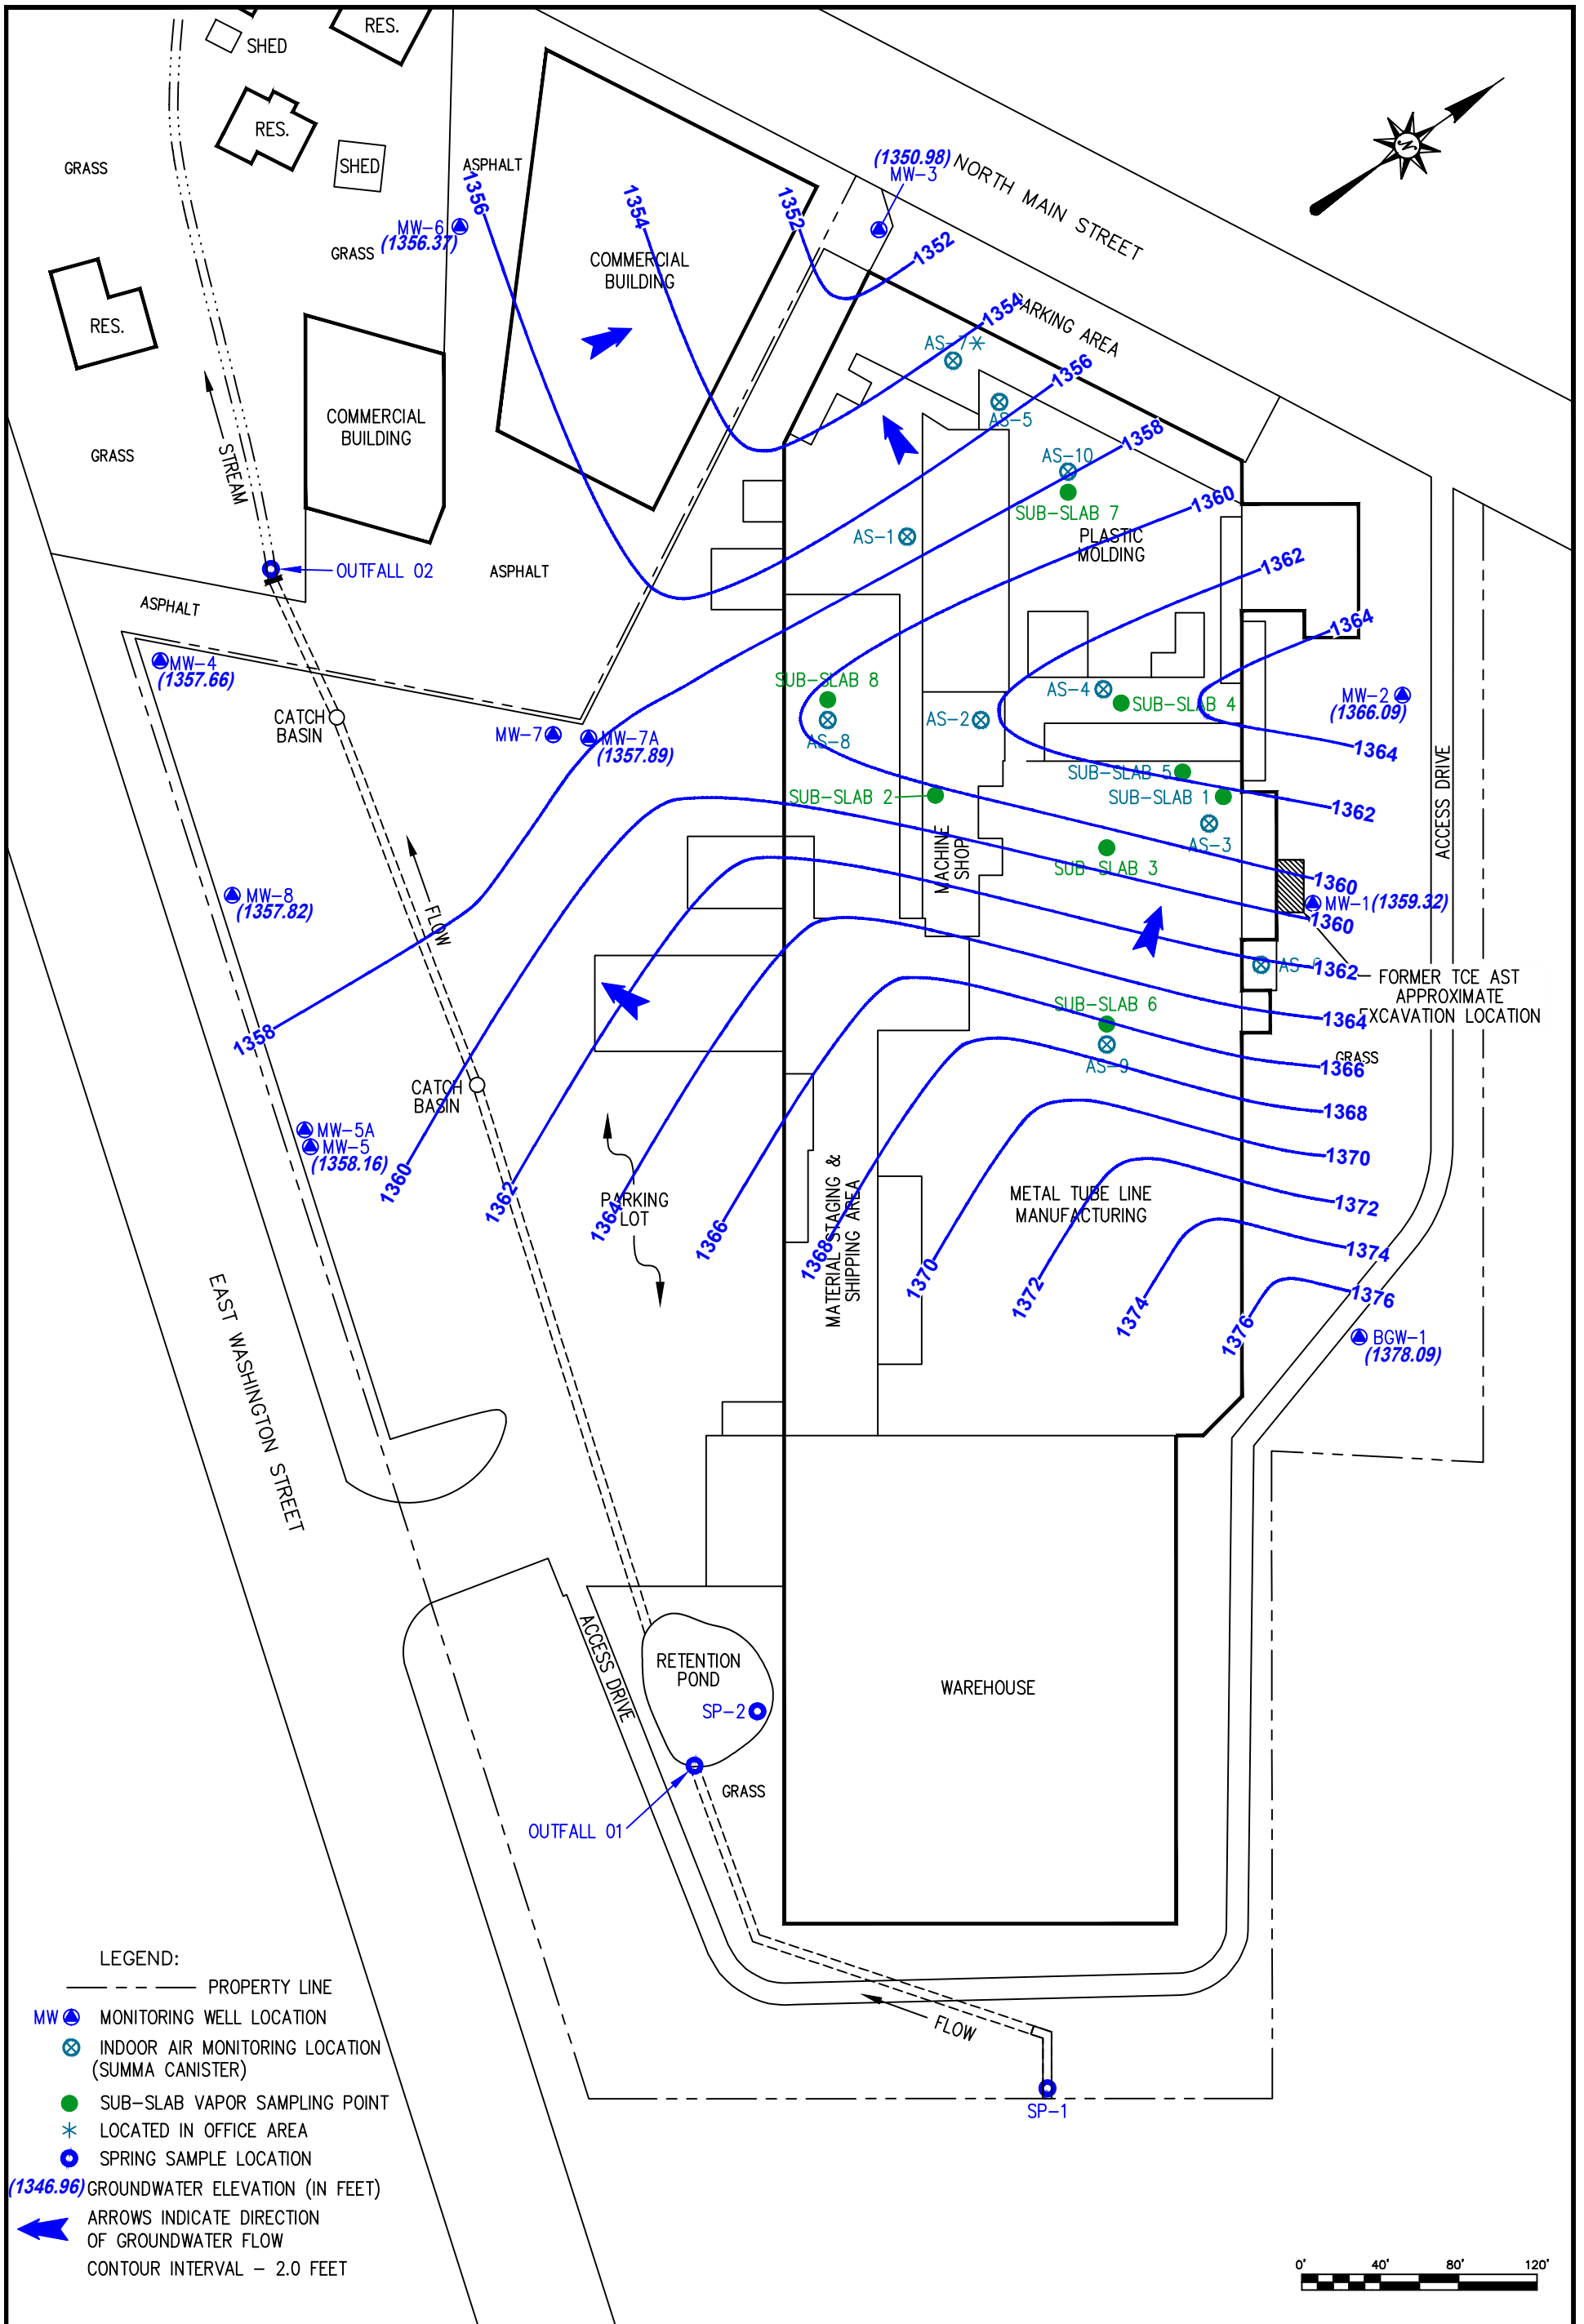 RES.
SHED
RES.
SHED
GRASS
ASPHALT
1356
1354
1352
(1350.98)
MW-3
NORTH MAIN STREET
N
MW-6
(1356.37)
GRASS
COMMERCIAL
BUILDING
1352
RES.
1354
PARKING AREA
AS-7*
1356
AS-5
COMMERCIAL
BUILDING
1358
GRASS
STREAM
AS-10
1360
SUB-SLAB 7
PLASTIC
MOLDING
AS-1
OUTFALL 02
ASPHALT
1362
ASPHALT
1364
MW-4
(1357.66)
SUB-SLAB 8
AS-4
SUB-SLAB 4
MW-2
(1366.09)
CATCH
BASIN
MW-7
MW-7A
(1357.89)
AS-8
AS-2
1364
ACCESS DRIVE
SUB-SLAB 5
SUB-SLAB 2
SUB-SLAB 1
1362
MACHINE
SHOP
AS-3
SUB-SLAB 3
1360
MW-8
(1357.82)
MW-1 (1359.32)
FLOW
1360
AS-6
1362
FORMER TCE AST
APPROXIMATE
EXCAVATION LOCATION
SUB-SLAB 6
1364
1358
AS-9
GRASS
1366
CATCH
BASIN
1368
MW-5A
MW-5
(1358.16)
1370
1360
1362
1364
PARKING
LOT
1366
1368
MATERIAL STAGING &
SHIPPING AREA
1370
METAL TUBE LINE
MANUFACTURING
1372
1372
1374
1374
1376
1376
BGW-1
(1378.09)
EAST WASHINGTON STREET
ACCESS DRIVE
RETENTION
POND
SP-2
WAREHOUSE
GRASS
OUTFALL 01
FLOW
SP-1
LEGEND:
PROPERTY LINE
MW MONITORING WELL LOCATION
INDOOR AIR MONITORING LOCATION
(SUMMA CANISTER)
SUB-SLAB VAPOR SAMPLING POINT
* LOCATED IN OFFICE AREA
SPRING SAMPLE LOCATION
(1346.96) GROUNDWATER ELEVATION (IN FEET)
ARROWS INDICATE DIRECTION
OF GROUNDWATER FLOW
CONTOUR INTERVAL - 2.0 FEET
0' 40' 80' 120'